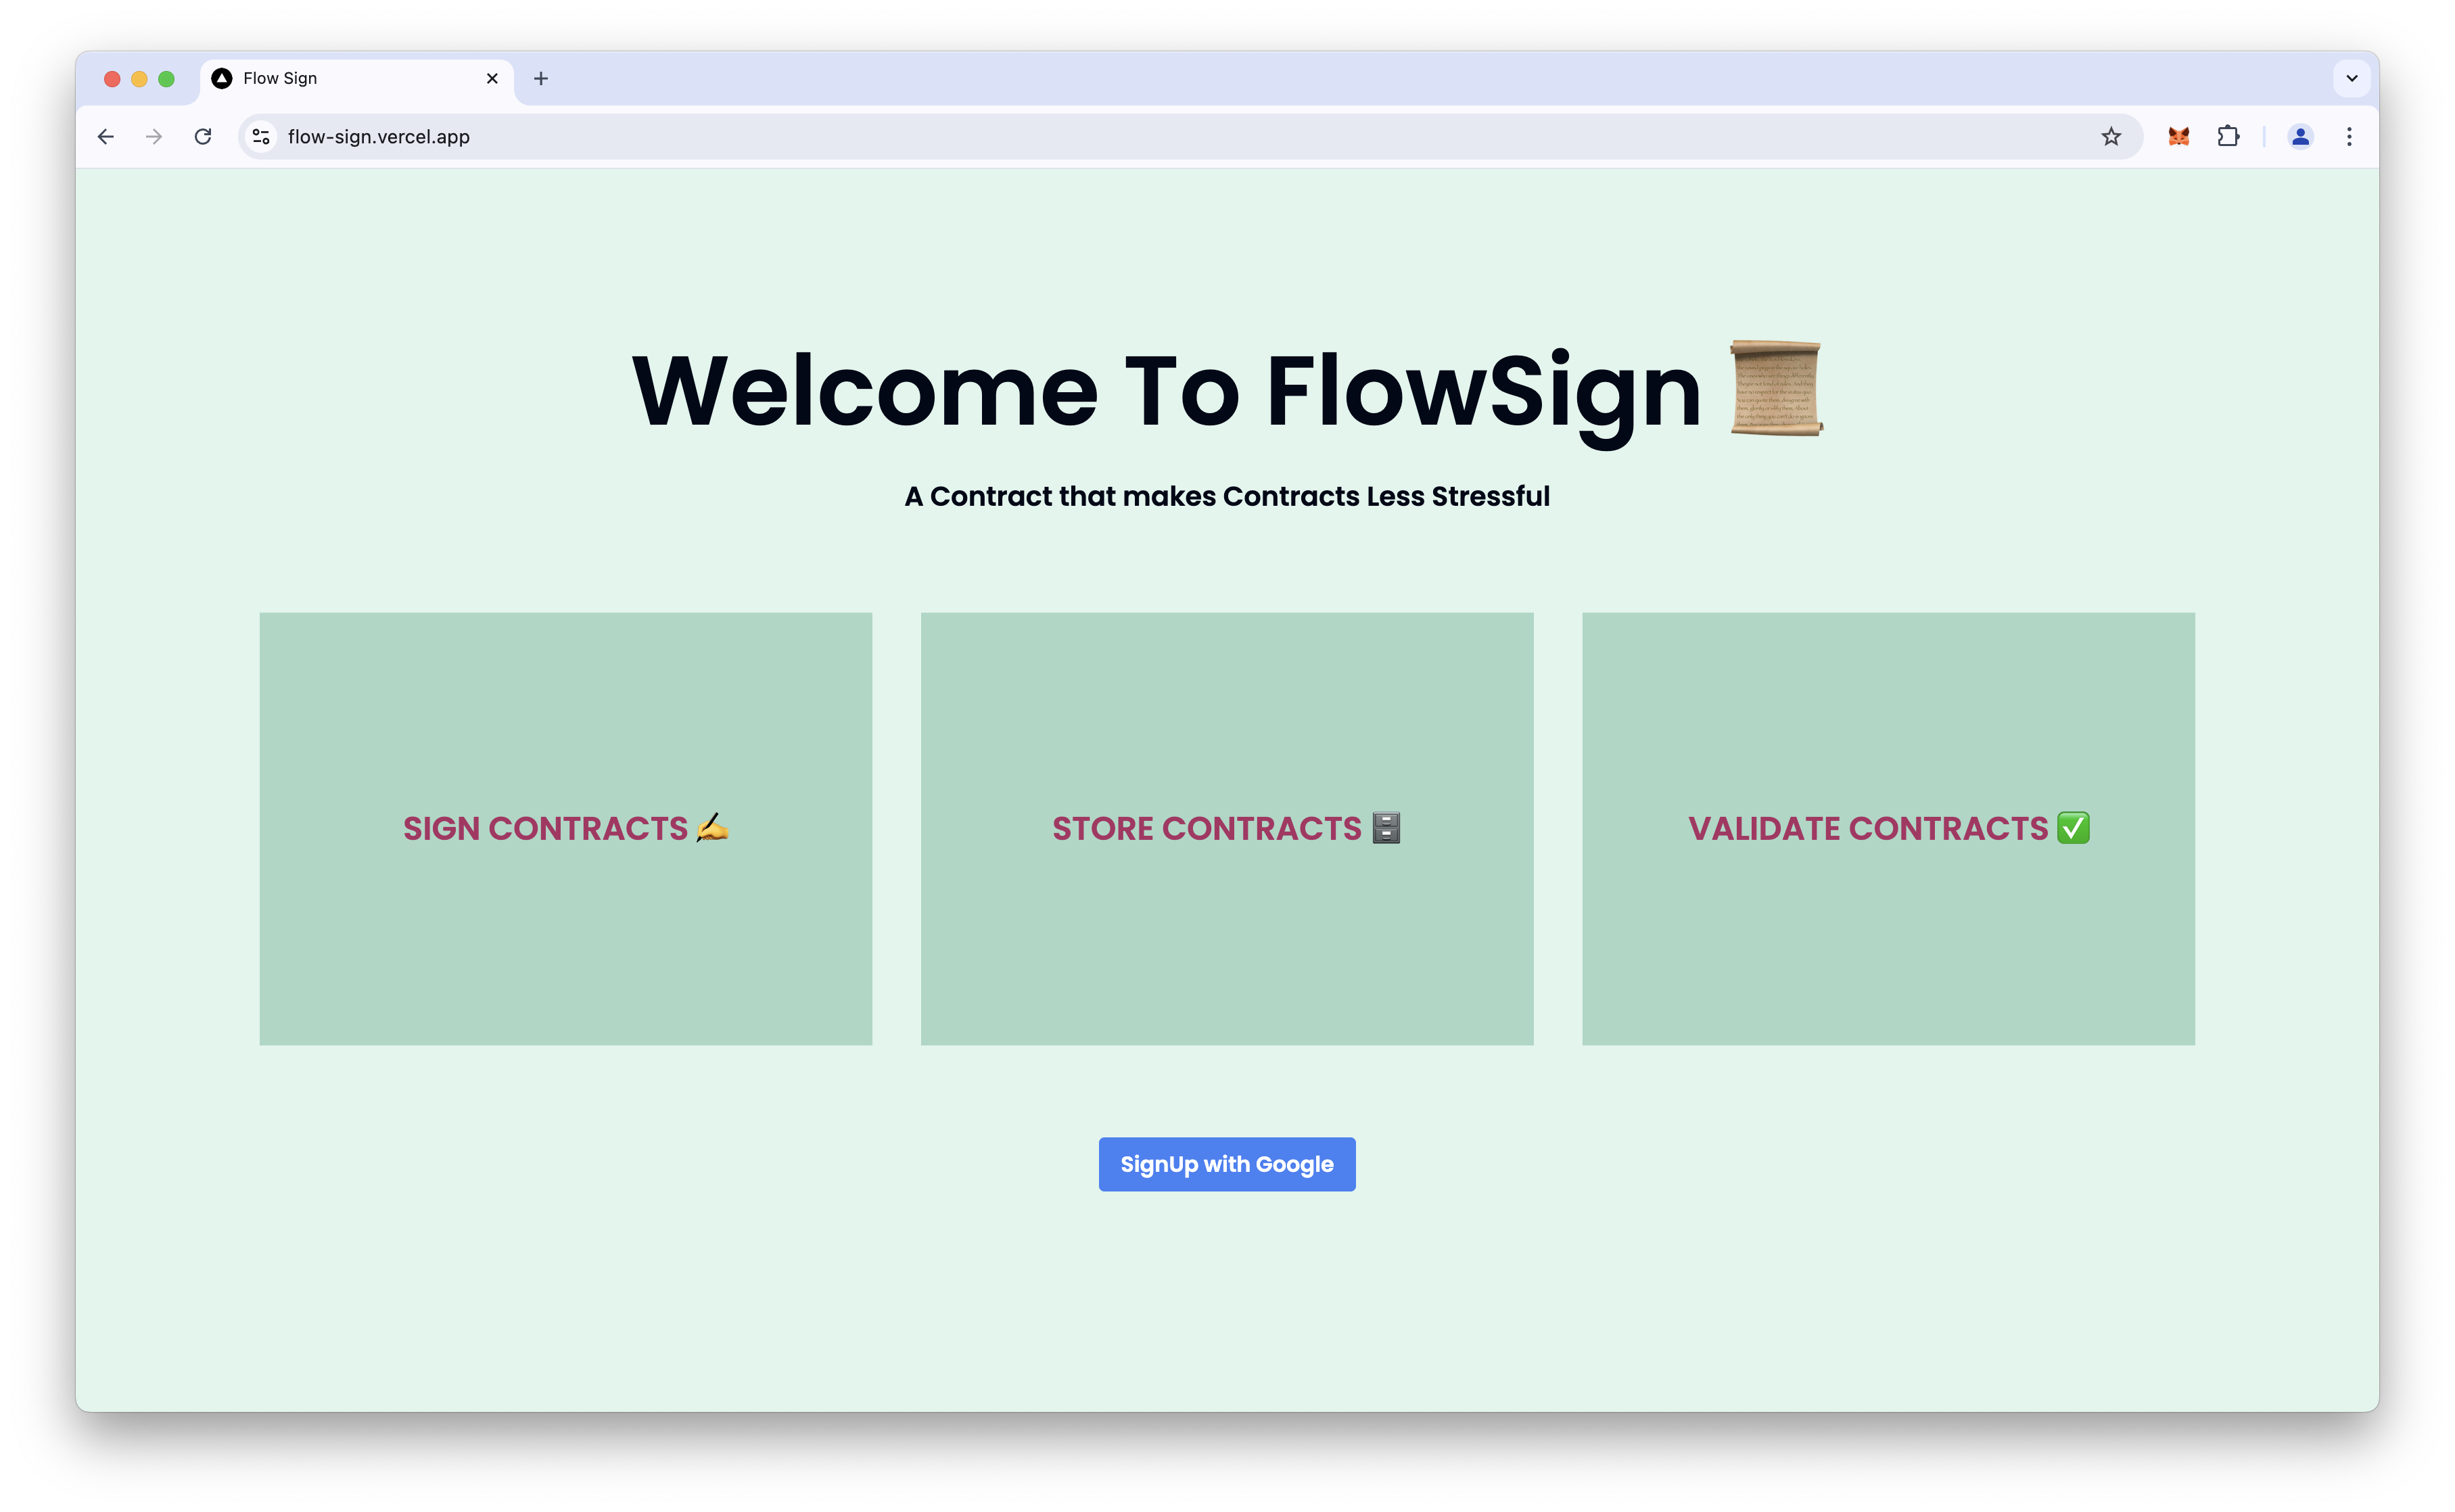 Flow Sign
flow-sign.vercel.app
Welcome To FlowSign 📜
A Contract that makes Contracts Less Stressful
SIGN CONTRACTS ✍️
STORE CONTRACTS 🗄️
VALIDATE CONTRACTS ✅
SignUp with Google